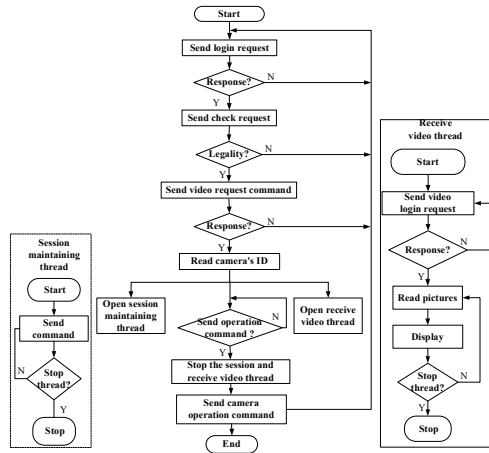 Start
Send login request
Response?
N
Y
Send check request
Legality?
N
Y
Send video request command
Response?
N
Y
Read camera's ID
Open session
maintaining
thread
Send operation
command ?
N
Open receive
video thread
Y
Stop the session and
receive video thread
Send camera
operation command
End
Session
maintaining
thread
Start
Send
command
Stop
thread?
N
Y
Stop
Receive
video thread
Start
Send video
login request
Response?
N
Y
Read pictures
Display
Stop
thread?
N
Y
Stop